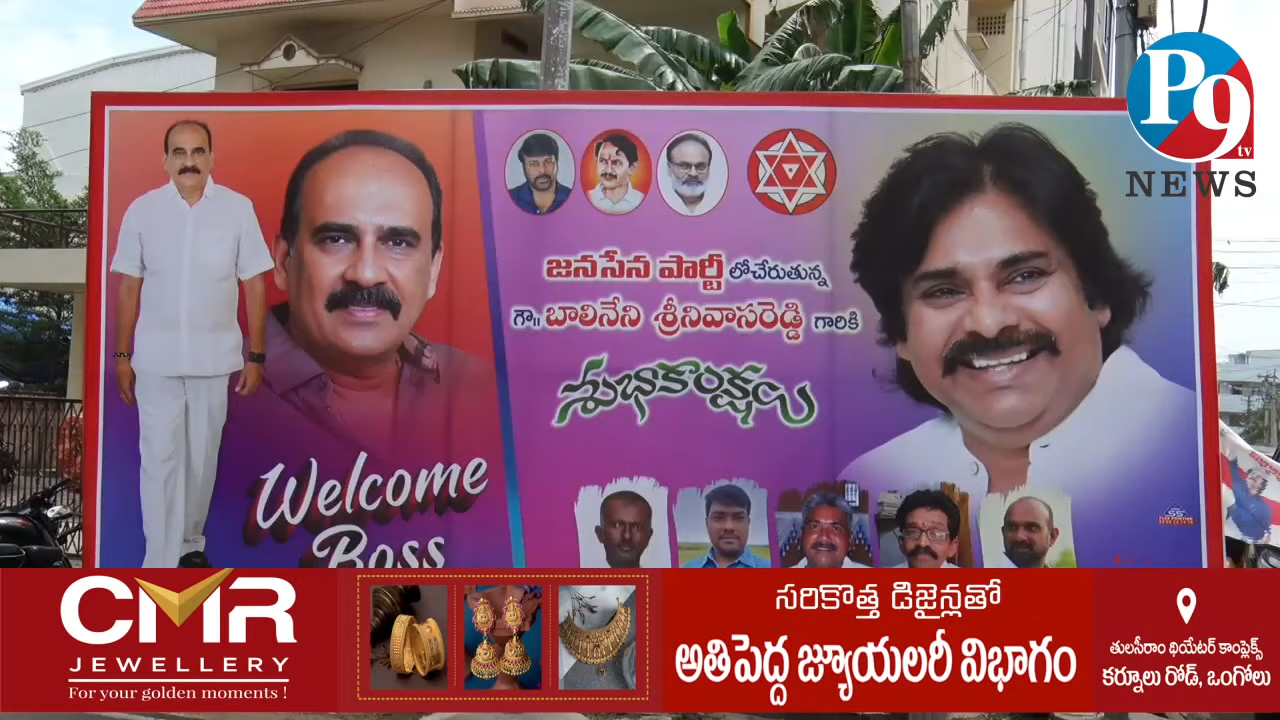 P9
tv
NEWS
జనసేన పార్టీ లోచేరుతున్న
గౌ॥ బాలినేని శ్రీనివాసరెడ్డి గారికి
శుభాకాంక్షలు
Welcome
Boss
CMR
JEWELLERY
For your golden moments !
సరికొత్త డిజైన్లతో
అతిపెద్ద జ్యూయలరీ విభాగం
తులసీరాం థియేటర్ కాంప్లెక్స్
కర్నూలు రోడ్, ఒంగోలు